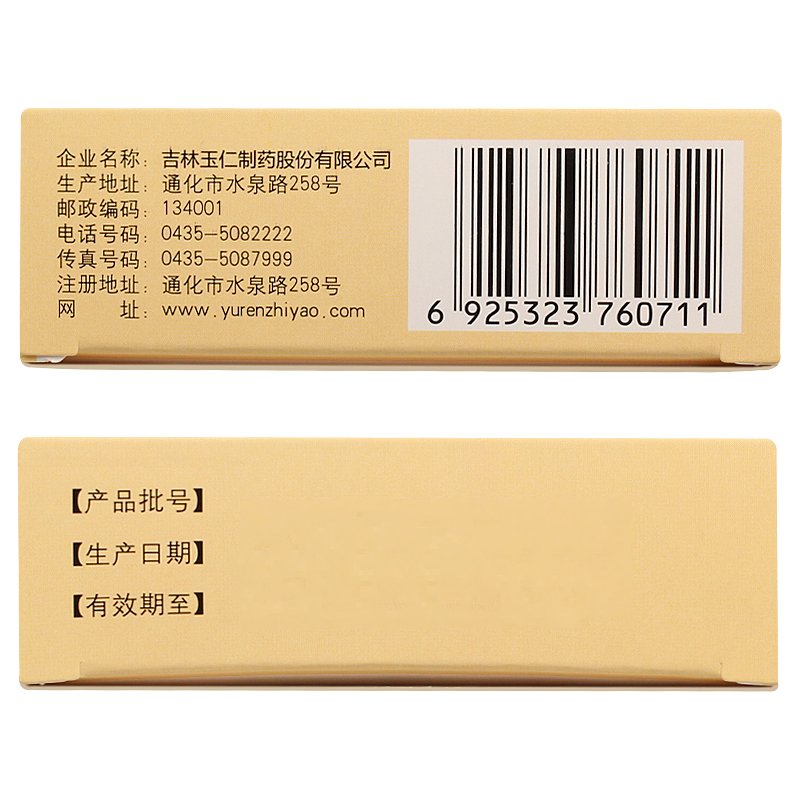 企业名称：吉林玉仁制药股份有限公司
生产地址：通化市水泉路258号
邮政编码：134001
电话号码：0435-5082222
传真号码：0435-5087999
注册地址：通化市水泉路258号
网　　址：www.yurenzhiyao.com
6 925323 760711
【产品批号】
【生产日期】
【有效期至】